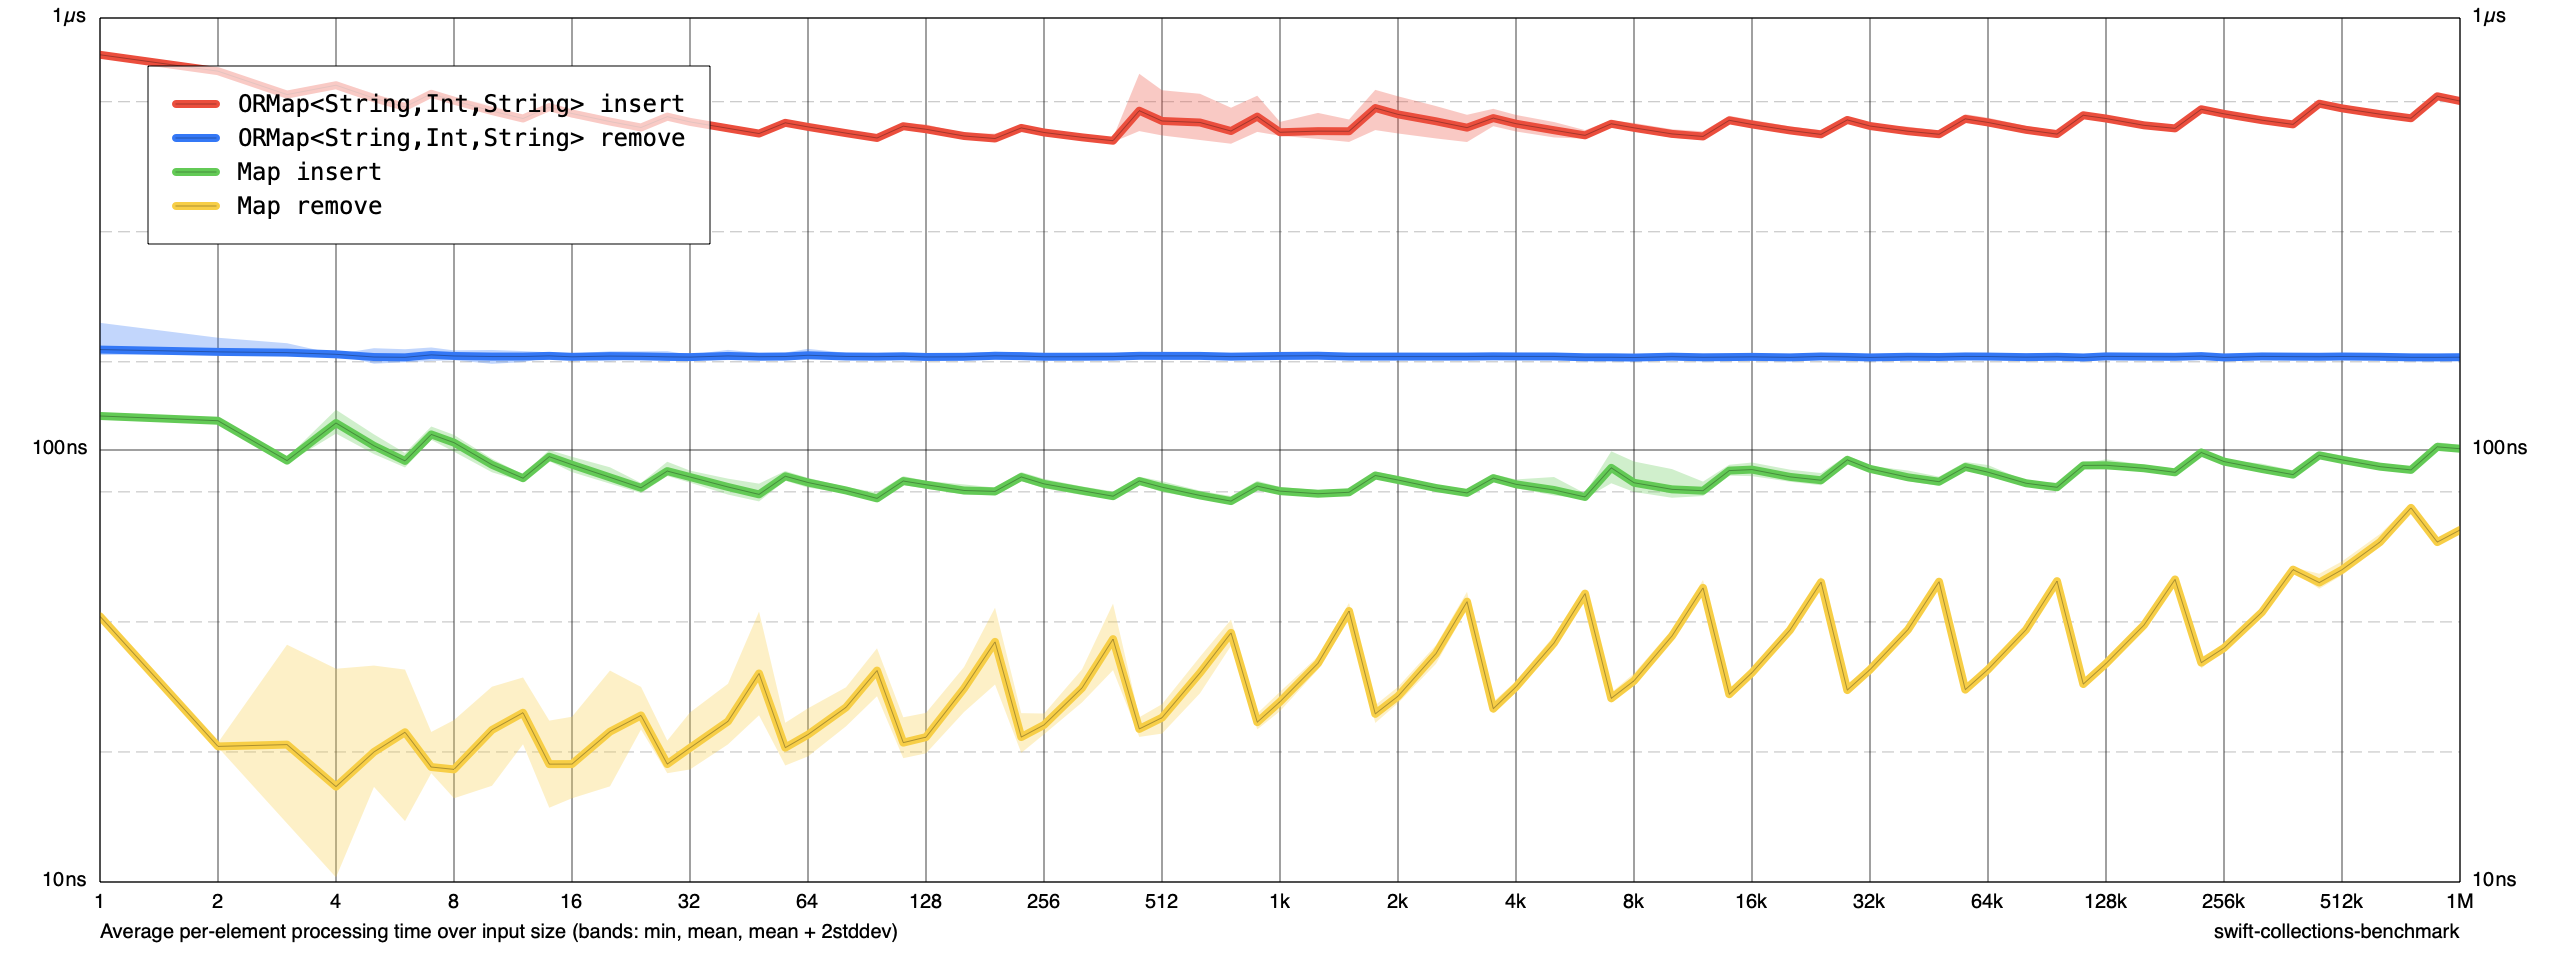 1µs
1µs
ORMap<String,Int,String> insert
ORMap<String,Int,String> remove
Map insert
Map remove
100ns
100ns
10ns
10ns
1 2 4 8 16 32 64 128 256 512 1k 2k 4k 8k 16k 32k 64k 128k 256k 512k 1M
Average per-element processing time over input size (bands: min, mean, mean + 2stddev)
swift-collections-benchmark